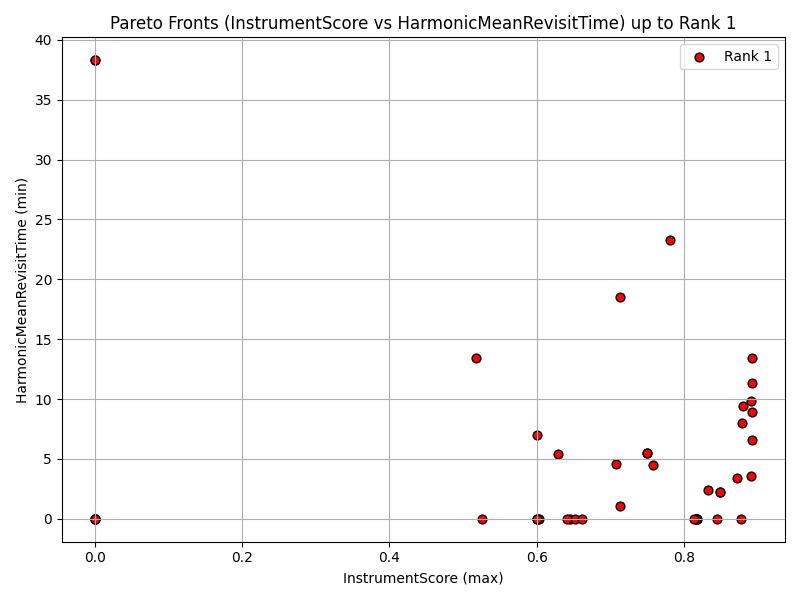 Pareto Fronts (InstrumentScore vs HarmonicMeanRevisitTime) up to Rank 1
Rank 1
HarmonicMeanRevisitTime (min)
40
35
30
25
20
15
10
5
0
0.0 0.2 0.4 0.6 0.8
InstrumentScore (max)